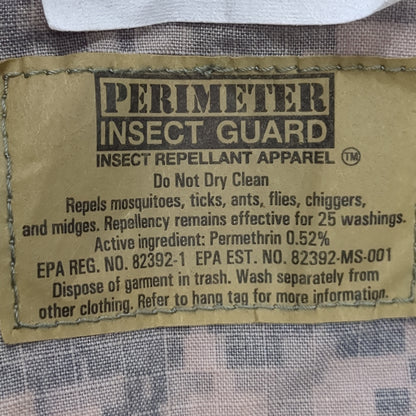 PERIMETER
INSECT GUARD
INSECT REPELLANT APPAREL ™
Do Not Dry Clean
Repels mosquitoes, ticks, ants, flies, chiggers,
and midges. Repellency remains effective for 25 washings.
Active ingredient: Permethrin 0.52%
EPA REG. NO. 82392-1 EPA EST. NO. 82392-MS-001
Dispose of garment in trash. Wash separately from
other clothing. Refer to hang tag for more information.